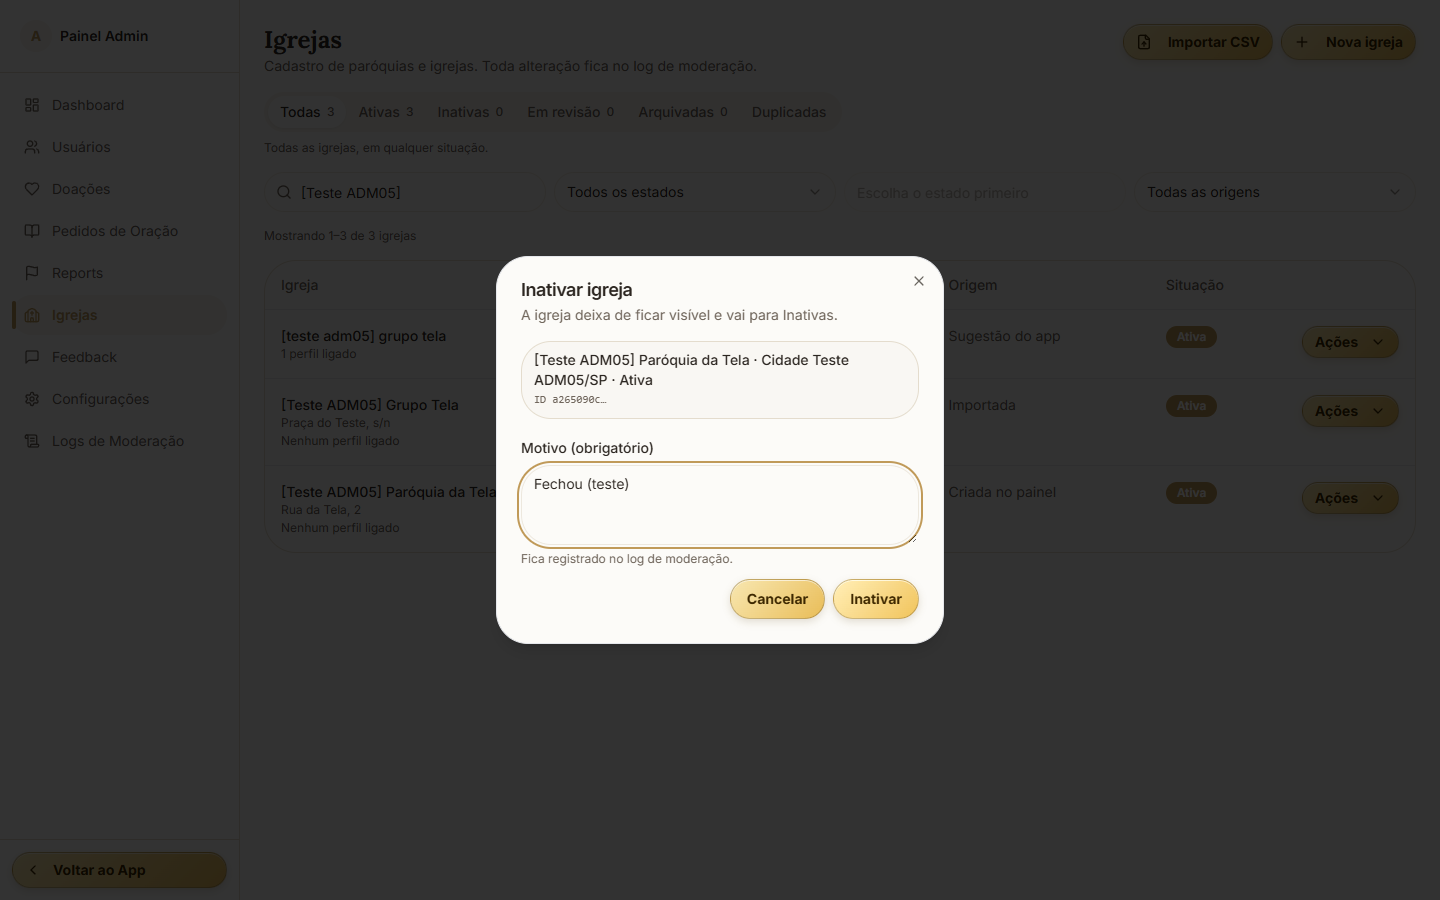 A Painel Admin
Dashboard
Usuários
Doações
Pedidos de Oração
Reports
Igrejas
Feedback
Configurações
Logs de Moderação
Voltar ao App
Igrejas
Cadastro de paróquias e igrejas. Toda alteração fica no log de moderação.
Importar CSV
Nova igreja
Todas 3 Ativas 3 Inativas 0 Em revisão 0 Arquivadas 0 Duplicadas
Todas as igrejas, em qualquer situação.
[Teste ADM05] Todos os estados Escolha o estado primeiro Todas as origens
Mostrando 1–3 de 3 igrejas
Igreja Origem Situação
[teste adm05] grupo tela Sugestão do app Ativa Ações
1 perfil ligado
[Teste ADM05] Grupo Tela Importada Ativa Ações
Praça do Teste, s/n
Nenhum perfil ligado
[Teste ADM05] Paróquia da Tela Criada no painel Ativa Ações
Rua da Tela, 2
Nenhum perfil ligado
Inativar igreja
A igreja deixa de ficar visível e vai para Inativas.
[Teste ADM05] Paróquia da Tela · Cidade Teste
ADM05/SP · Ativa
ID a265090c…
Motivo (obrigatório)
Fechou (teste)
Fica registrado no log de moderação.
Cancelar Inativar